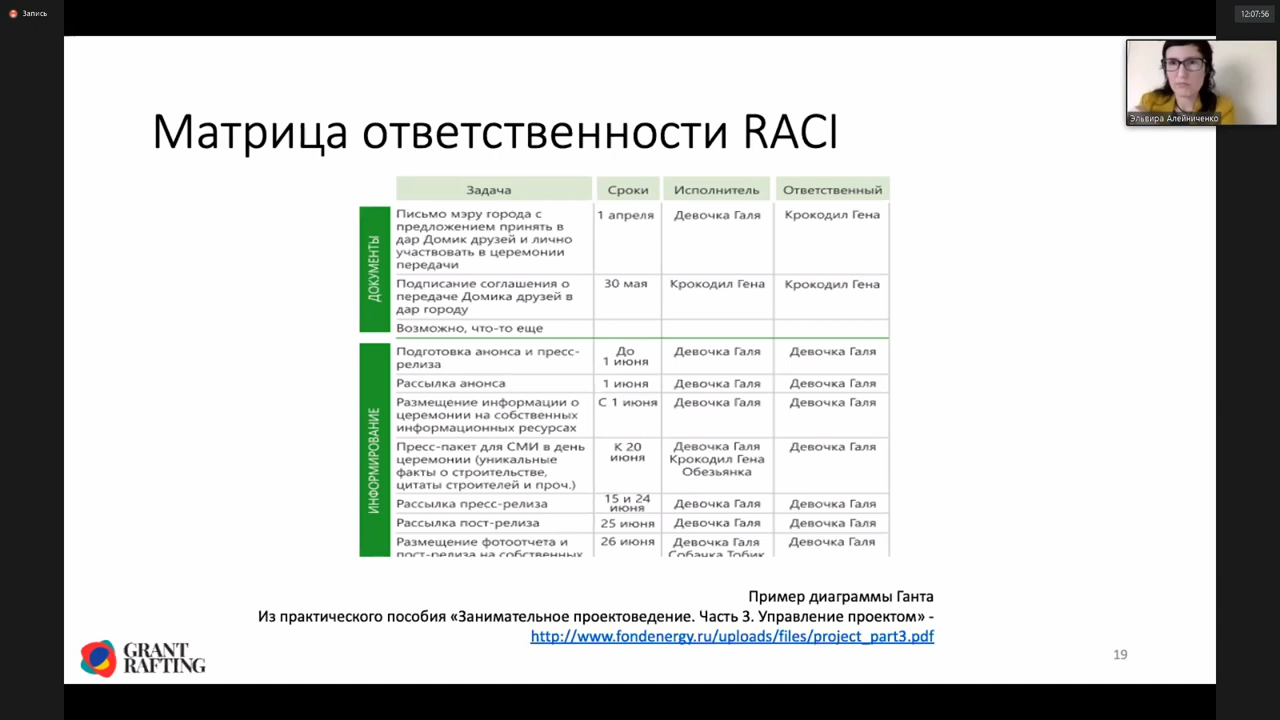 Запись
12:07:56
Эльвира Алейниченко
Матрица ответственности RACI
Задача Сроки Исполнитель Ответственный
ДОКУМЕНТЫ
Письмо мэру города с 1 апреля Девочка Галя Крокодил Гена
предложением принять в
дар Домик друзей и лично
участвовать в церемонии
передачи
Подписание соглашения о 30 мая Крокодил Гена Крокодил Гена
передаче Домика друзей в
дар городу
Возможно, что-то еще
ИНФОРМИРОВАНИЕ
Подготовка анонса и пресс- До Девочка Галя Девочка Галя
релиза 1 июня
Рассылка анонса 1 июня Девочка Галя Девочка Галя
Размещение информации о С 1 июня Девочка Галя Девочка Галя
церемонии на собственных
информационных ресурсах
Пресс-пакет для СМИ в день К 20 Девочка Галя Девочка Галя
церемонии (уникальные июня Крокодил Гена
факты о строительстве, Обезьянка
цитаты строителей и проч.)
Рассылка пресс-релиза 15 и 24 Девочка Галя Девочка Галя
июня
Рассылка пост-релиза 25 июня Девочка Галя Девочка Галя
Размещение фотоотчета и 26 июня Девочка Галя Девочка Галя
пост-релиза на собственных Собачка Тобик
Пример диаграммы Ганта
Из практического пособия «Занимательное проектоведение. Часть 3. Управление проектом» -
http://www.fondenergy.ru/uploads/files/project_part3.pdf
GRANT
RAFTING
19